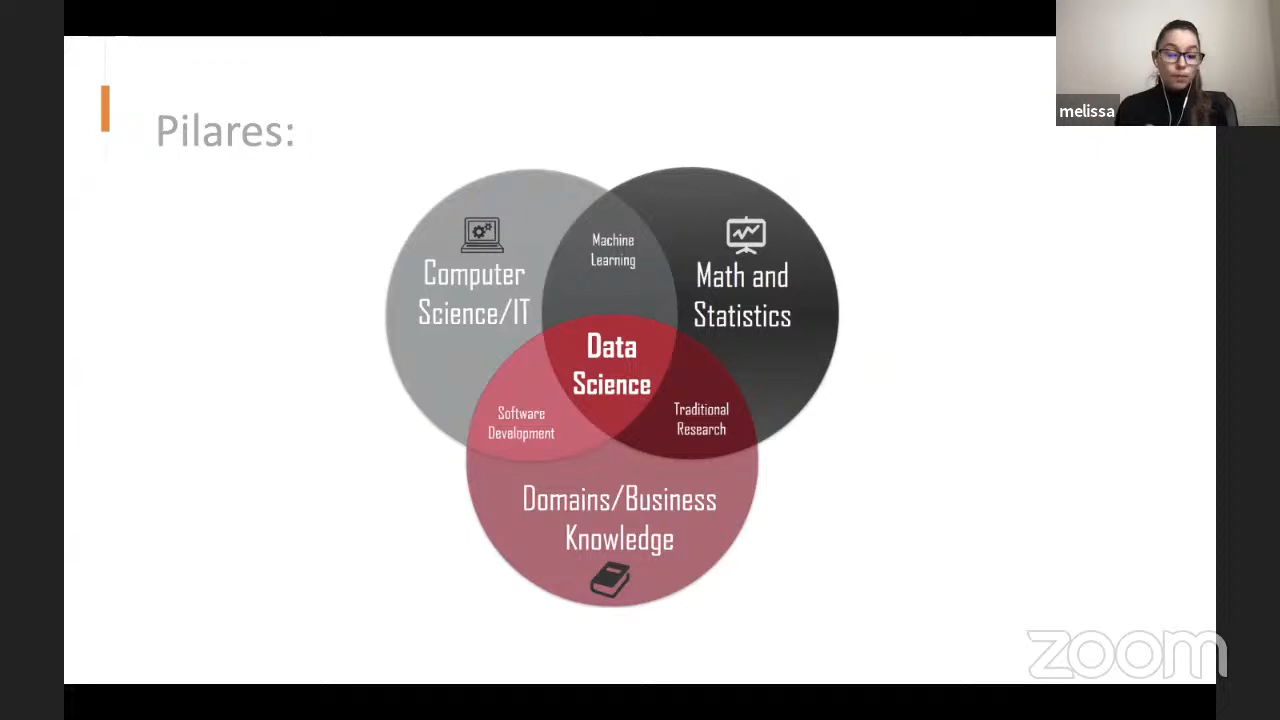 melissa
Pilares:
Machine
Learning
Computer
Science/IT
Math and
Statistics
Data
Science
Software
Development
Traditional
Research
Domains/Business
Knowledge
zoom